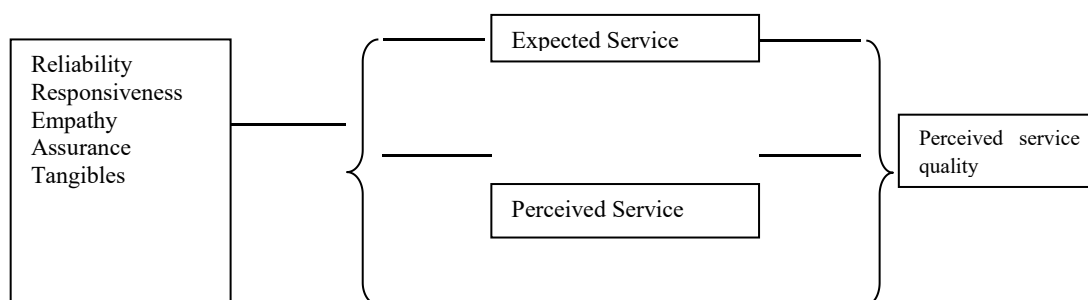 Expected Service
Reliability
Responsiveness
Empathy
Assurance
Tangibles
Perceived service
quality
Perceived Service